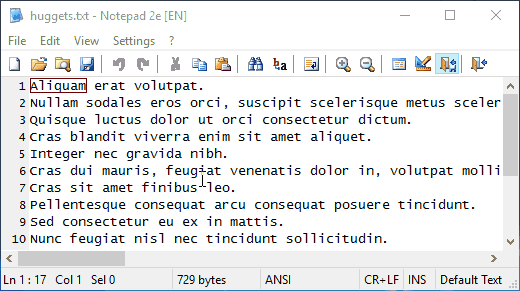 huggets.txt - Notepad 2e [EN]
File Edit View Settings ?
1 Aliquam erat volutpat.
2 Nullam sodales eros orci, suscipit scelerisque metus sceler
3 Quisque luctus dolor ut orci consectetur dictum.
4 Cras blandit viverra enim sit amet aliquet.
5 Integer nec gravida nibh.
6 Cras dui mauris, feugiat venenatis dolor in, volutpat molli
7 Cras sit amet finibus leo.
8 Pellentesque consequat arcu consequat posuere tincidunt.
9 Sed consectetur eu ex in mattis.
10 Nunc feugiat nisl nec tincidunt sollicitudin.
Ln 1 : 17 Col 1 Sel 0 729 bytes ANSI CR+LF INS Default Text